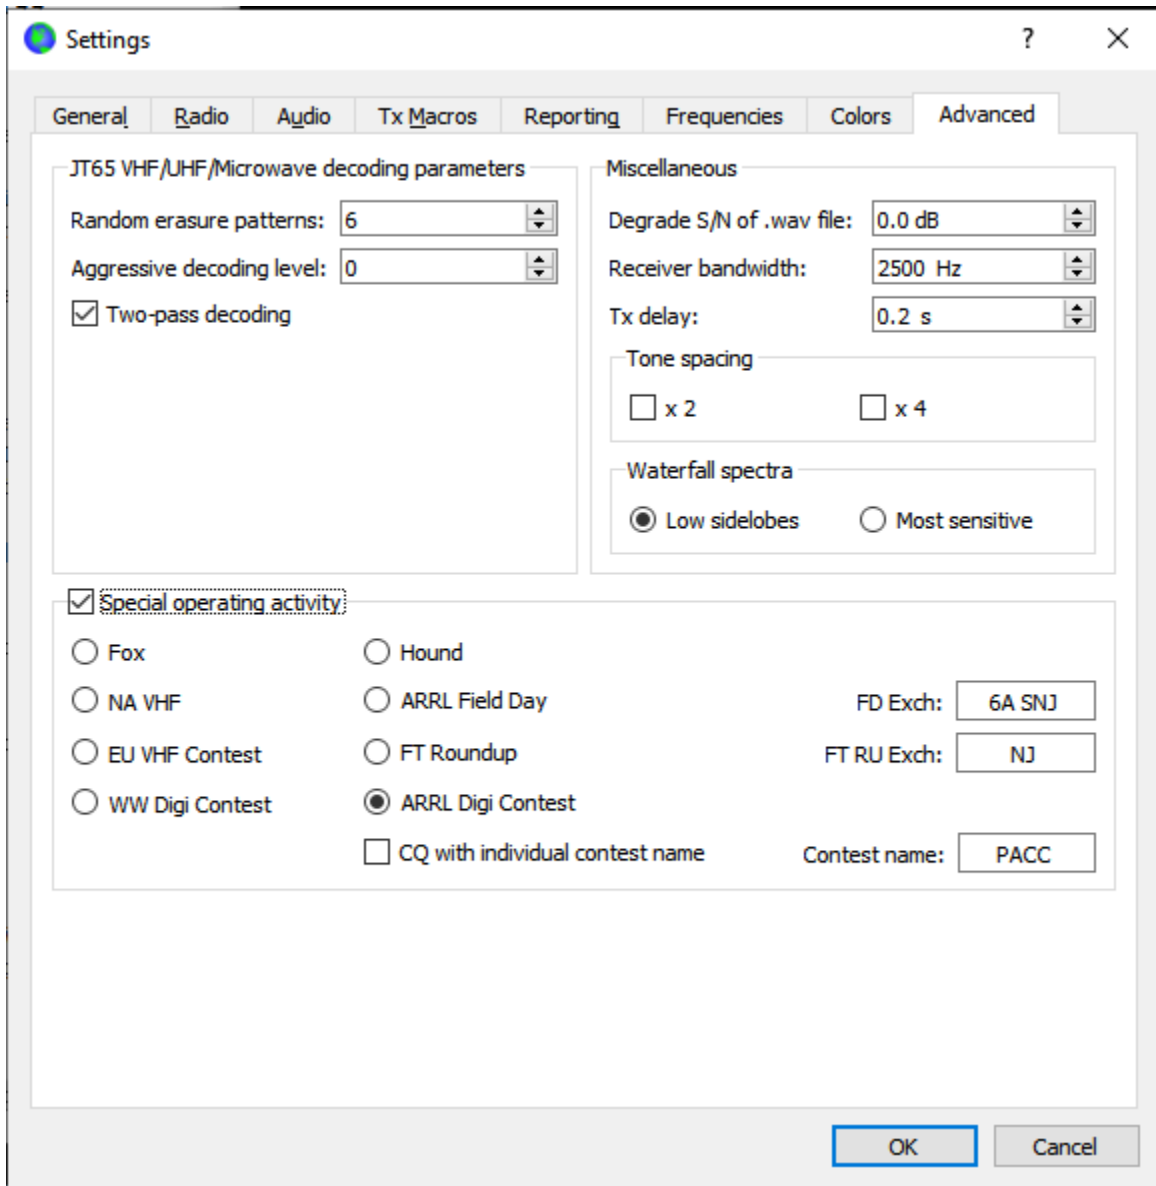 Settings
?
General Radio Audio Tx Macros Reporting Frequencies Colors Advanced
JT65 VHF/UHF/Microwave decoding parameters
Random erasure patterns: 6
Aggressive decoding level: 0
Two-pass decoding
Miscellaneous
Degrade S/N of .wav file: 0.0 dB
Receiver bandwidth: 2500 Hz
Tx delay: 0.2 s
Tone spacing
x 2 x 4
Waterfall spectra
Low sidelobes Most sensitive
Special operating activity
Fox Hound
NA VHF ARRL Field Day FD Exch: 6A SNJ
EU VHF Contest FT Roundup FT RU Exch: NJ
WW Digi Contest ARRL Digi Contest
CQ with individual contest name Contest name: PACC
OK Cancel